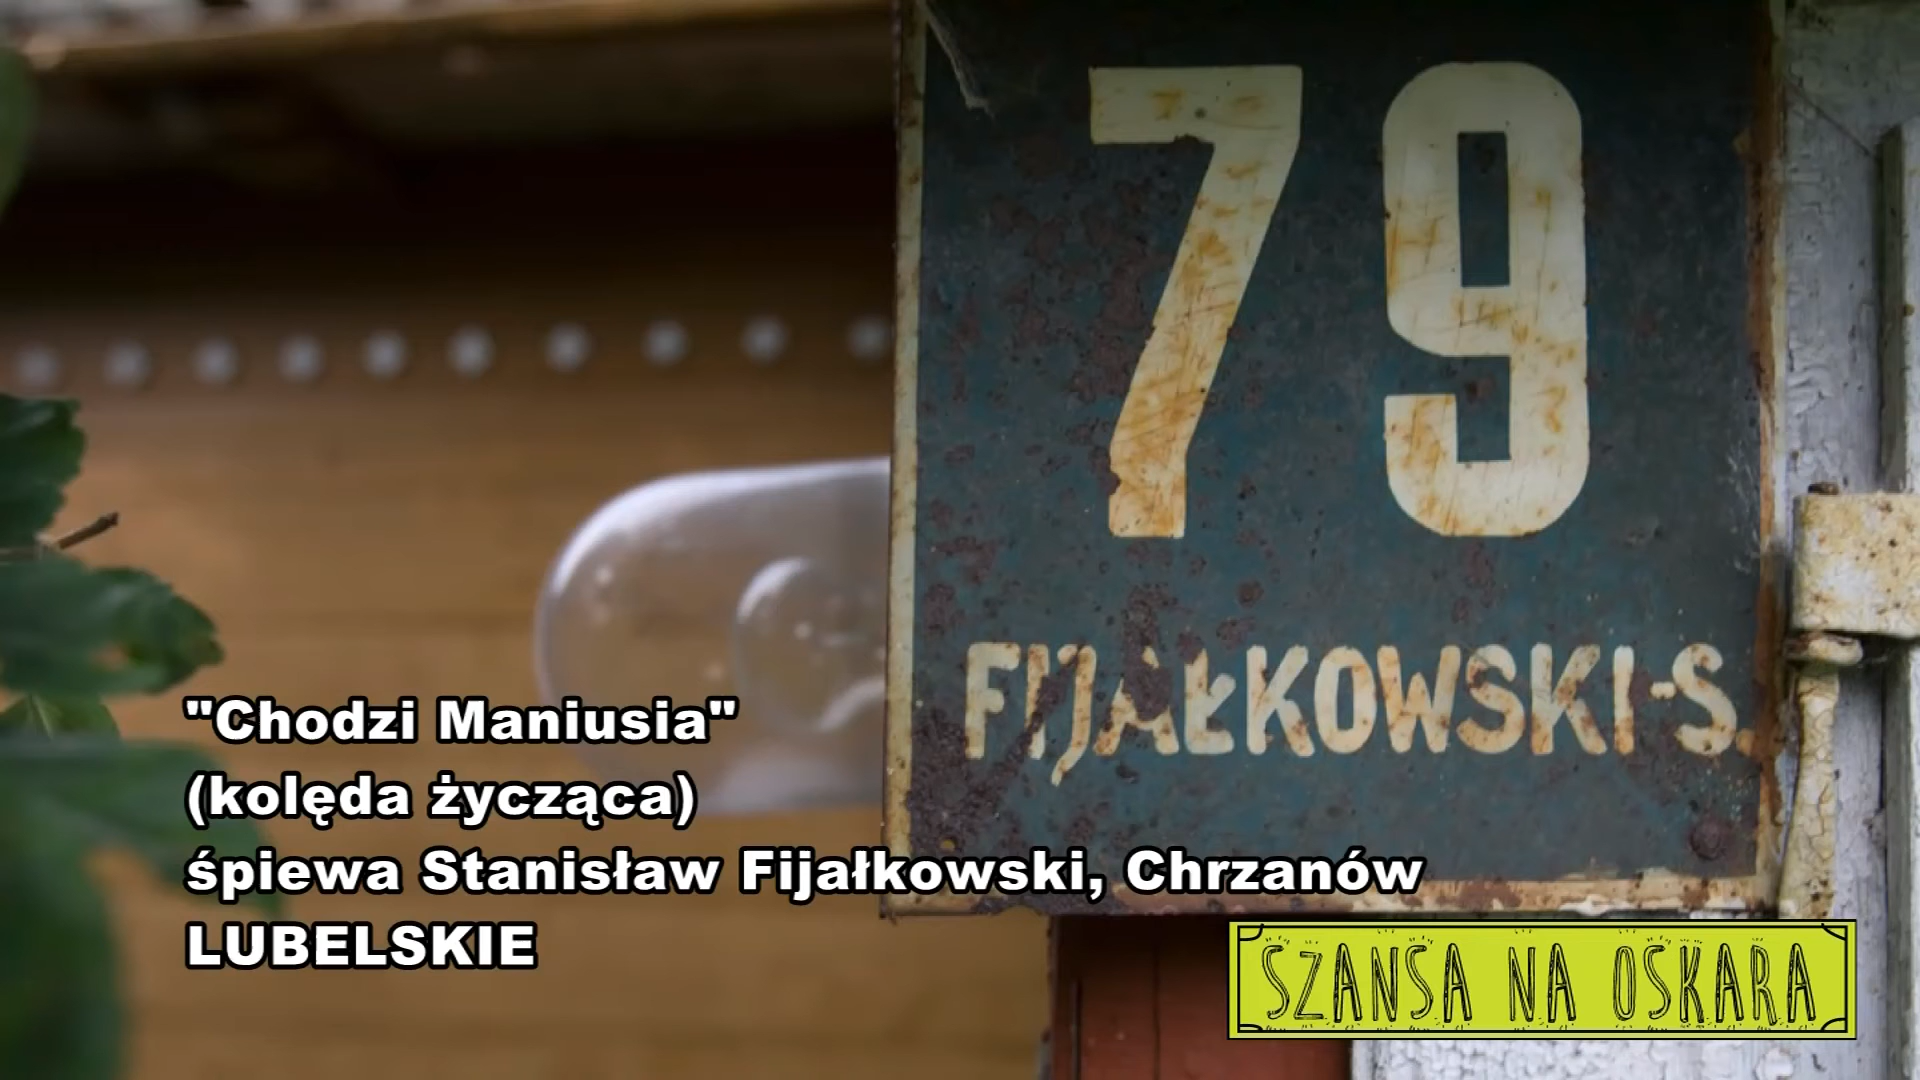 79
FIJAŁKOWSKI-S.
"Chodzi Maniusia"
(kolęda życząca)
śpiewa Stanisław Fijałkowski, Chrzanów
LUBELSKIE
SZANSA NA OSKARA